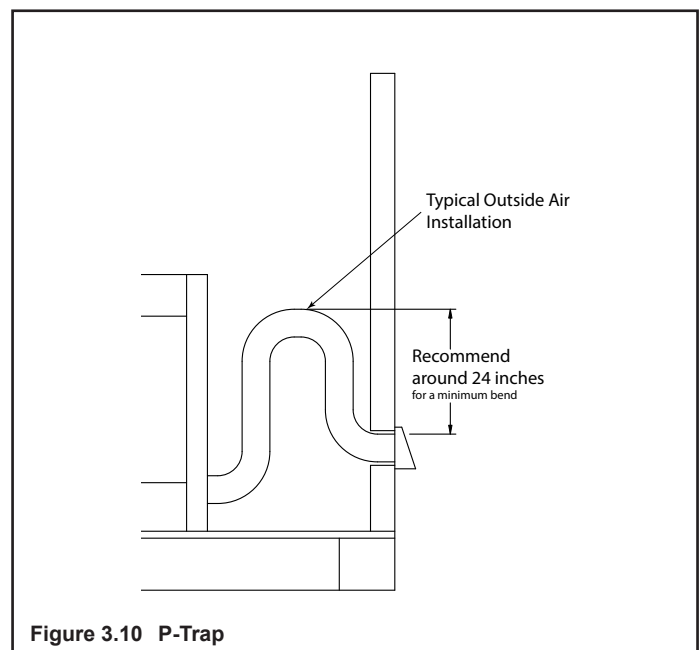 Typical Outside Air
Installation
Recommend
around 24 inches
for a minimum bend
Figure 3.10 P-Trap